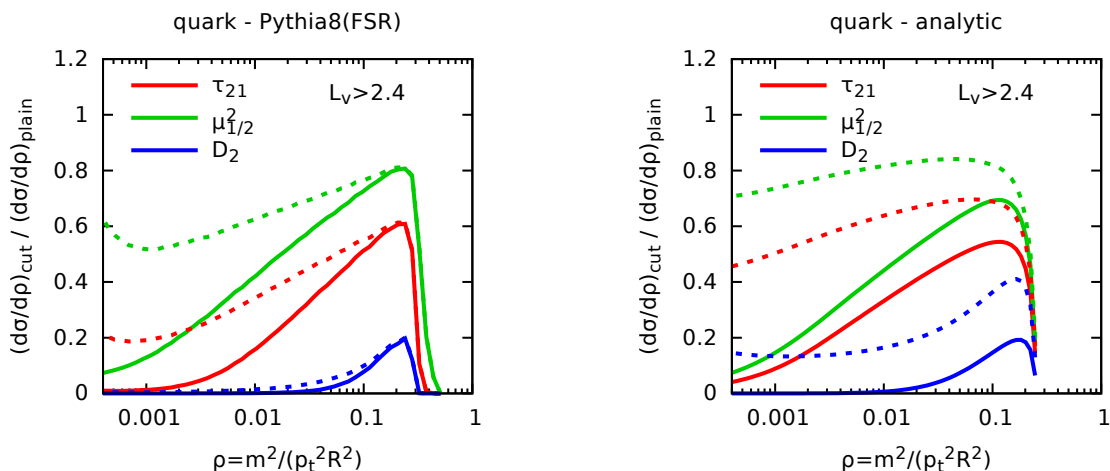 quark - Pythia8(FSR)
(dσ/dρ)cut / (dσ/dρ)plain
1.2
1
0.8
0.6
0.4
0.2
0
τ21
μ²1/2
D2
Lv>2.4
0.001
0.01
0.1
1
ρ=m²/(pt²R²)
quark - analytic
(dσ/dρ)cut / (dσ/dρ)plain
1.2
1
0.8
0.6
0.4
0.2
0
τ21
μ²1/2
D2
Lv>2.4
0.001
0.01
0.1
1
ρ=m²/(pt²R²)